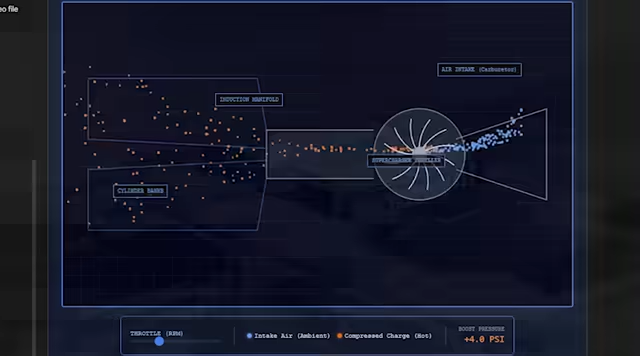 eo file
AIR INTAKE (Carburetor)
INDUCTION MANIFOLD
SUPERCHARGER IMPELLER
CYLINDER BANKS
THROTTLE (RPM)
Intake Air (Ambient)
Compressed Charge (Hot)
BOOST PRESSURE
+4.0 PSI